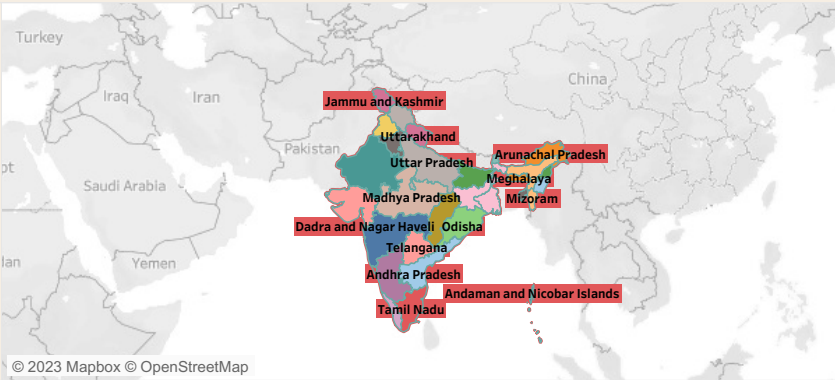 Turkey
China
Iraq
Iran
Jammu and Kashmir
Uttarakhand
Pakistan
Arunachal Pradesh
Uttar Pradesh
Meghalaya
Saudi Arabia
Madhya Pradesh
Mizoram
Dadra and Nagar Haveli
Odisha
Telangana
Yemen
Andhra Pradesh
Andaman and Nicobar Islands
Tamil Nadu
© 2023 Mapbox © OpenStreetMap